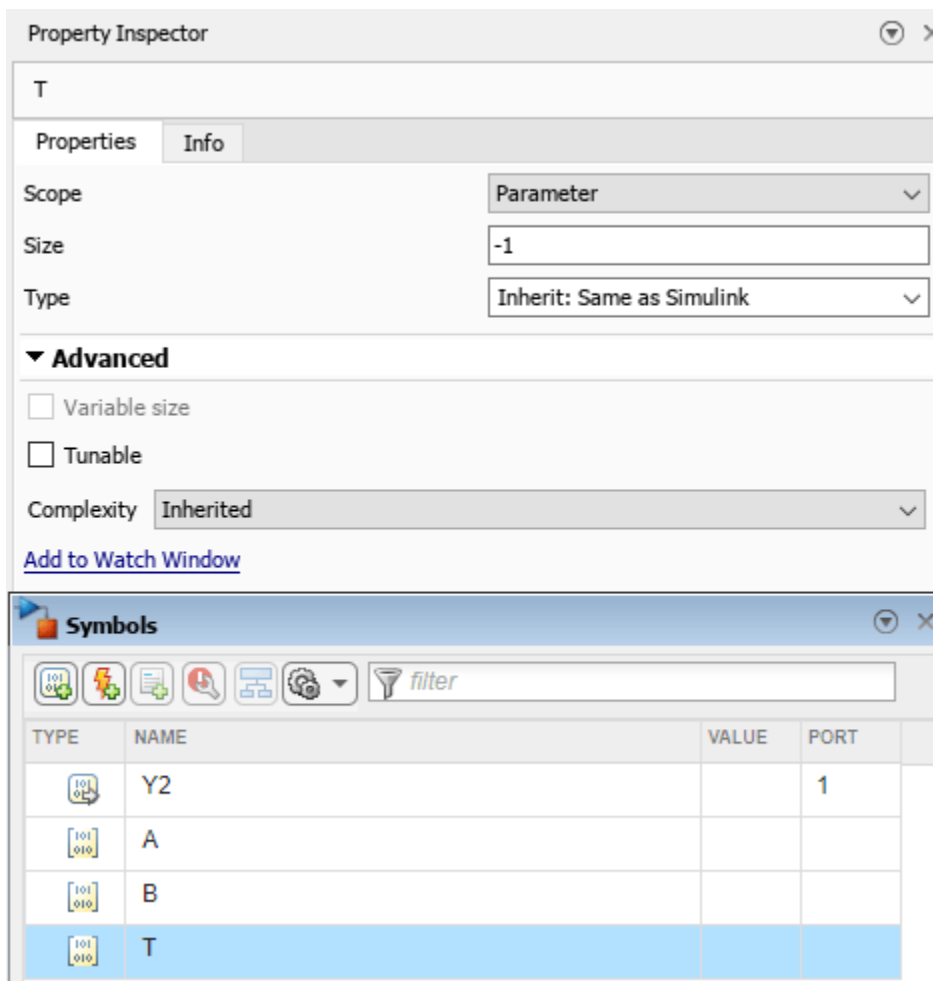 Property Inspector
T
Properties Info
Scope Parameter
Size -1
Type Inherit: Same as Simulink
Advanced
Variable size
Tunable
Complexity Inherited
Add to Watch Window
Symbols
filter
TYPE NAME VALUE PORT
Y2 1
A
B
T